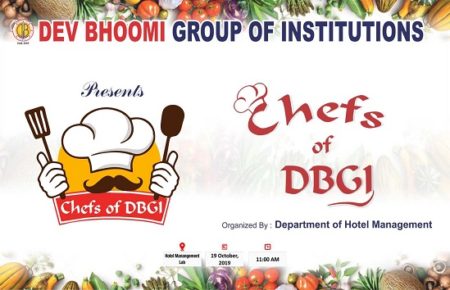 DEV BHOOMI GROUP OF INSTITUTIONS
Presents
Chefs of DBGI
Chefs
of
DBGI
Organized By : Department of Hotel Management
Hotel Management
Lab
19 October,
2019
11:00 AM